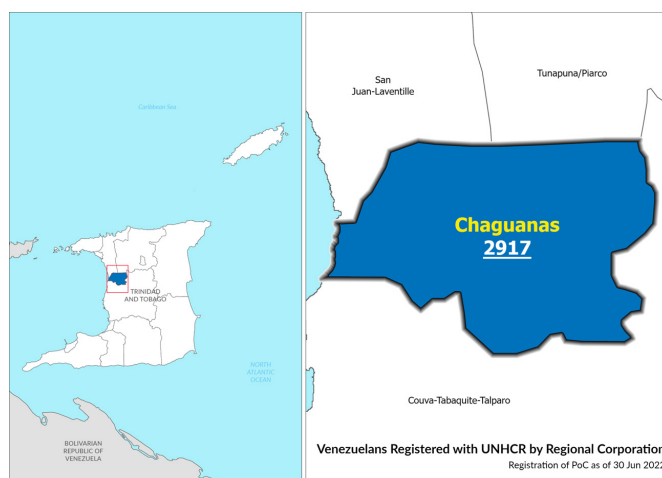 Caribbean Sea
TRINIDAD
AND TOBAGO
NORTH
ATLANTIC
OCEAN
BOLIVARIAN
REPUBLIC OF
VENEZUELA
San
Juan-Laventille
Tunapuna/Piarco
Chaguanas
2917
Couva-Tabaquite-Talparo
Venezuelans Registered with UNHCR by Regional Corporation
Registration of PoC as of 30 Jun 2022